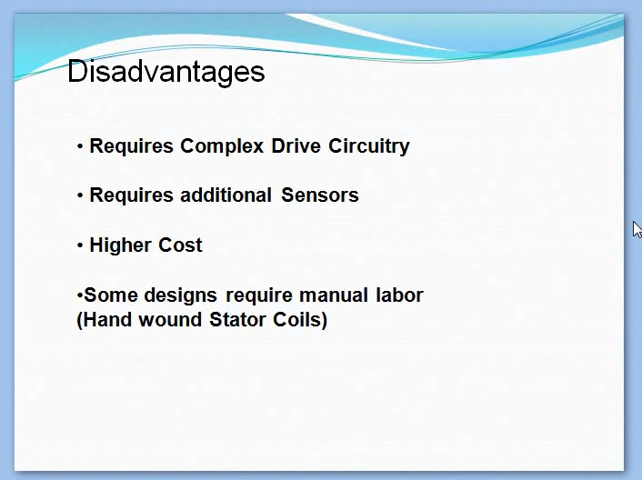 Disadvantages
• Requires Complex Drive Circuitry
• Requires additional Sensors
• Higher Cost
•Some designs require manual labor
(Hand wound Stator Coils)